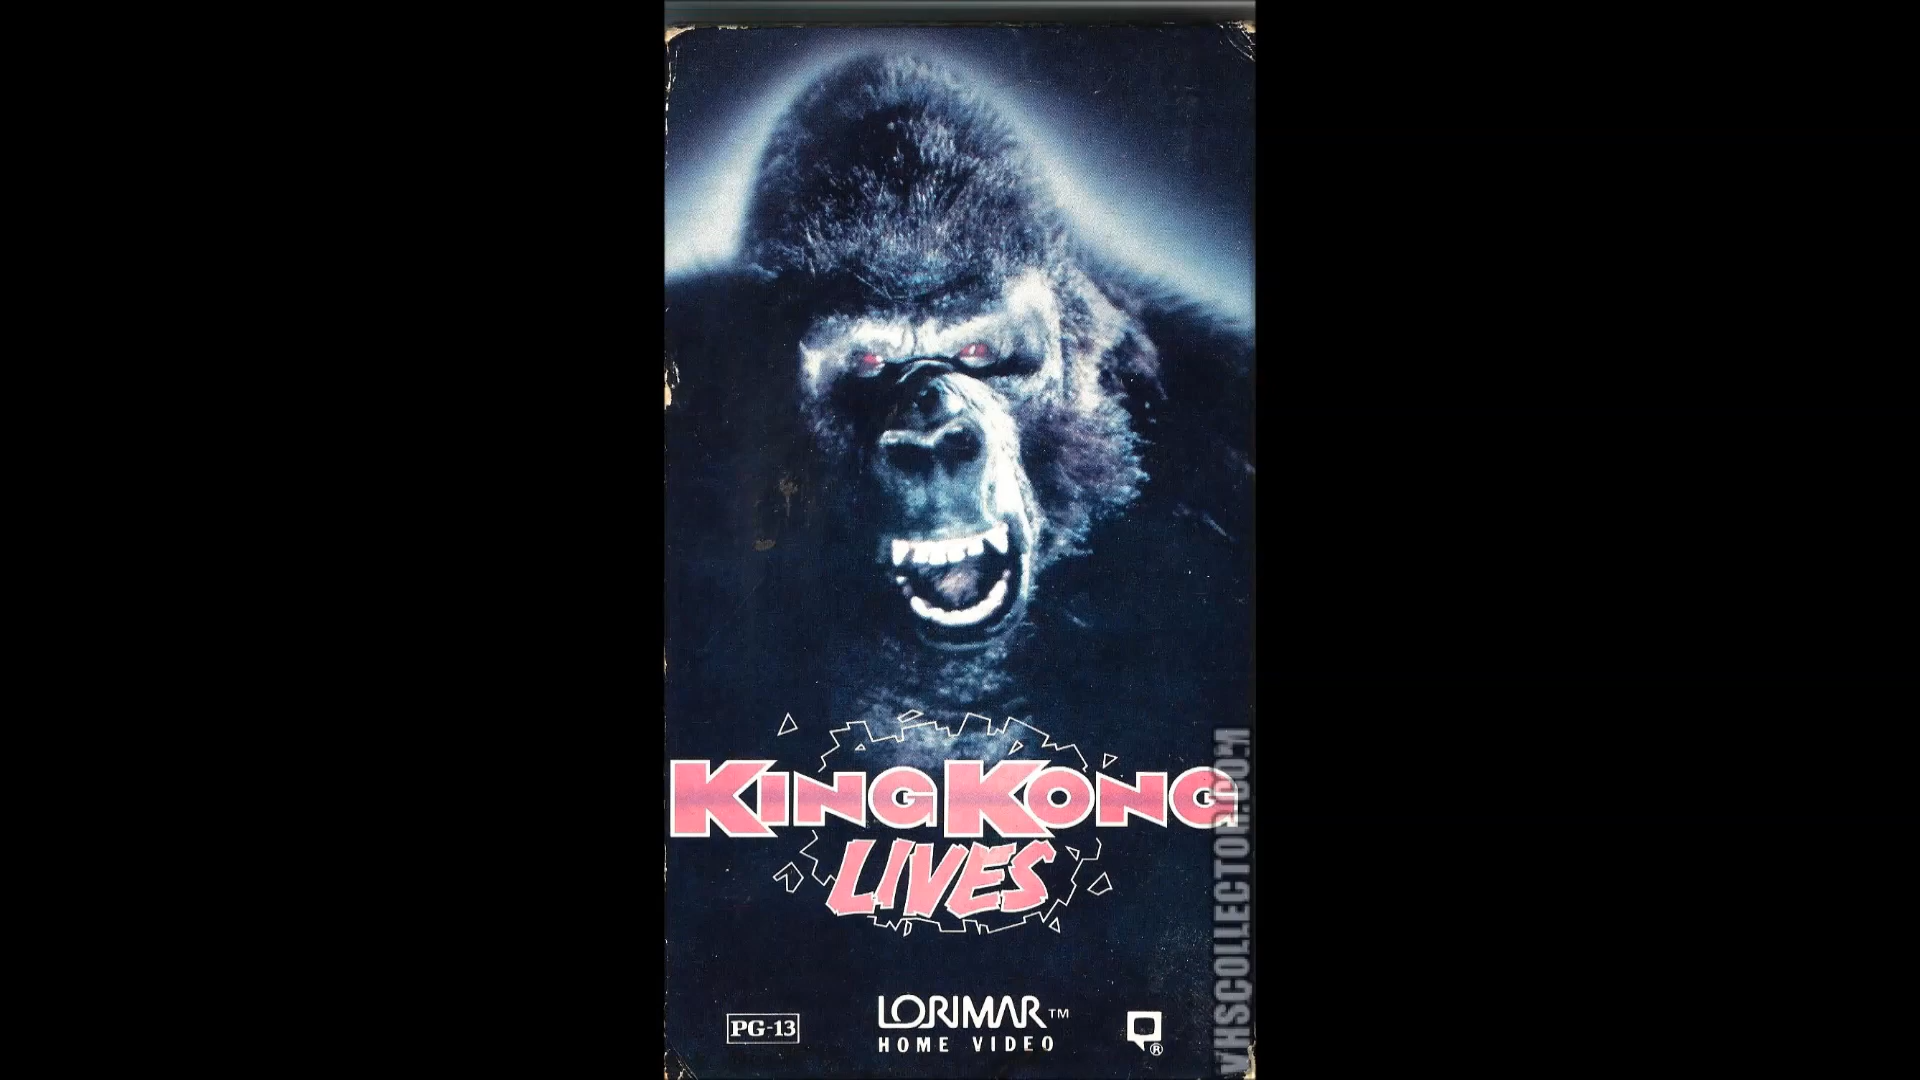 KING KONG
LIVES
LORIMAR™
HOME VIDEO
PG-13
®
VHSCOLLECTOR.COM